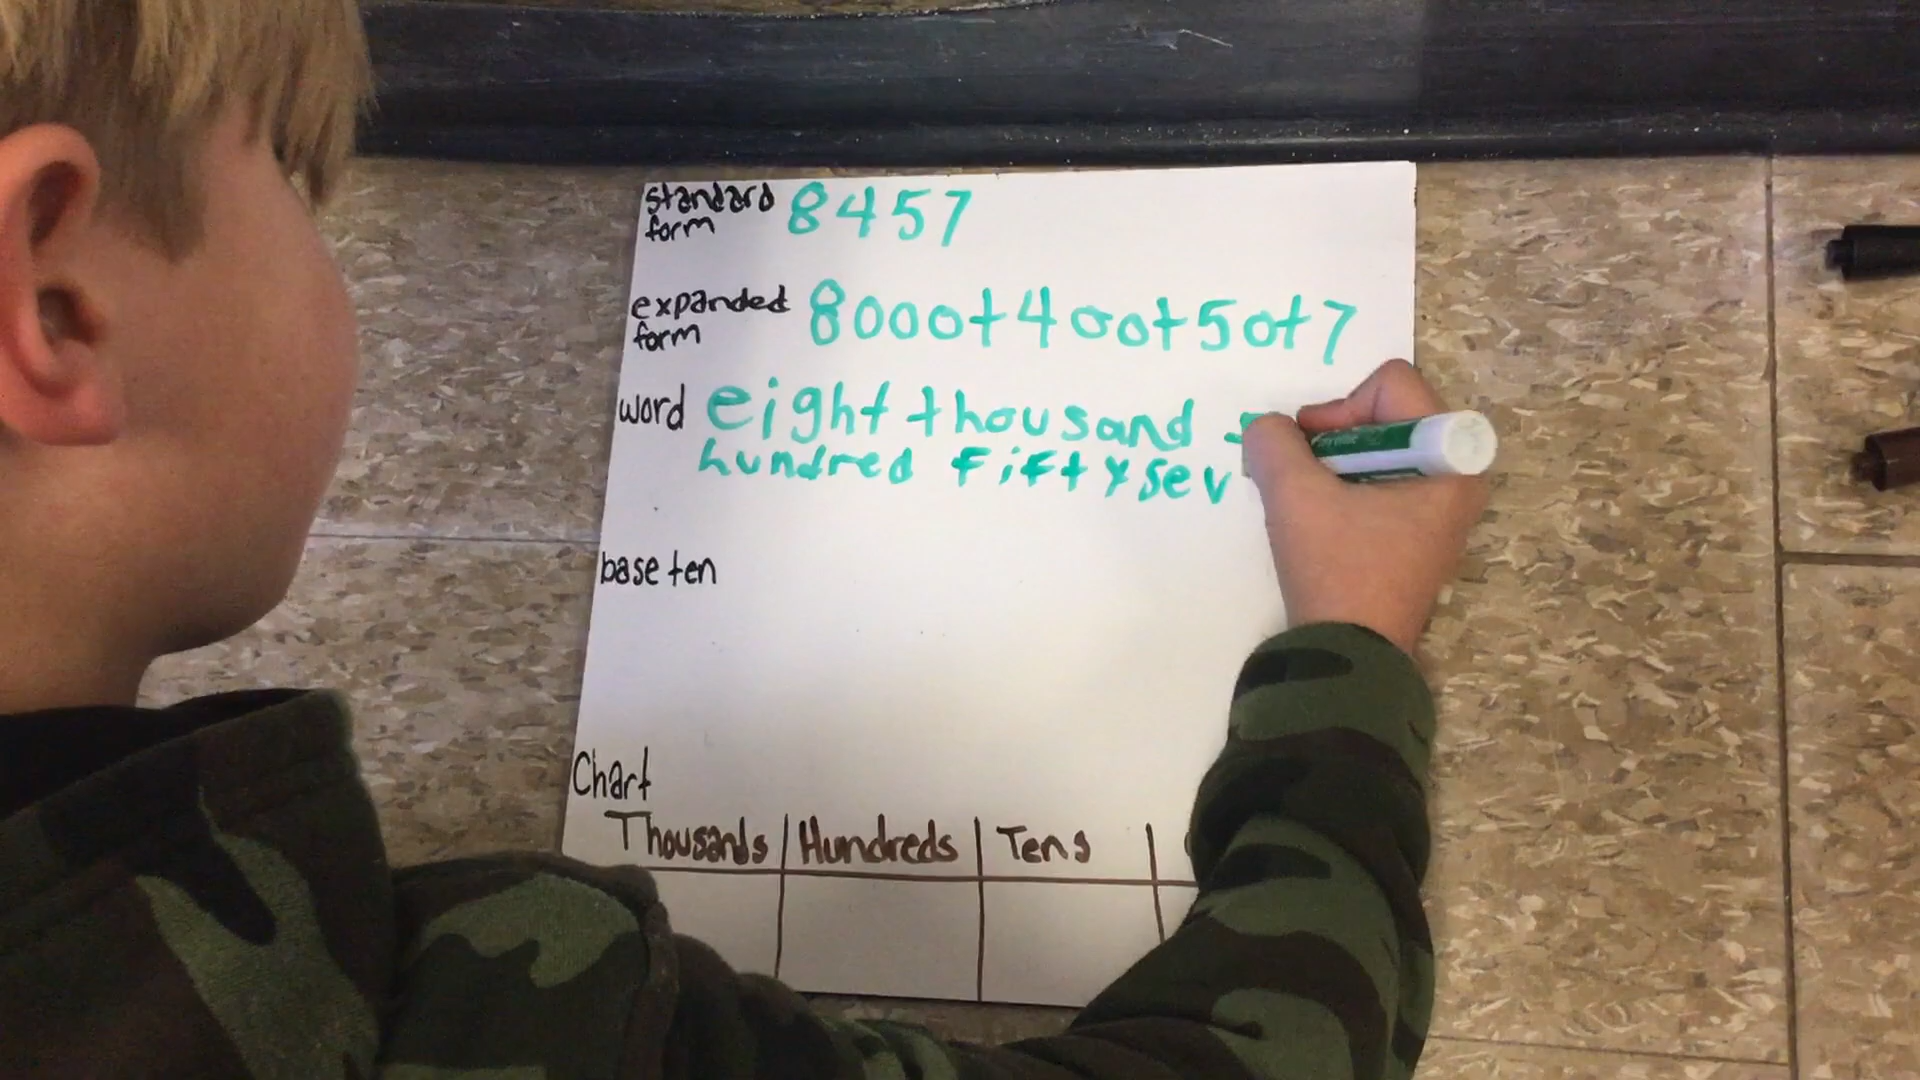 standard
form 8457
expanded
form 8000+400+50+7
word eight thousand
hundred fifty sev
base ten
Chart
Thousands Hundreds Tens